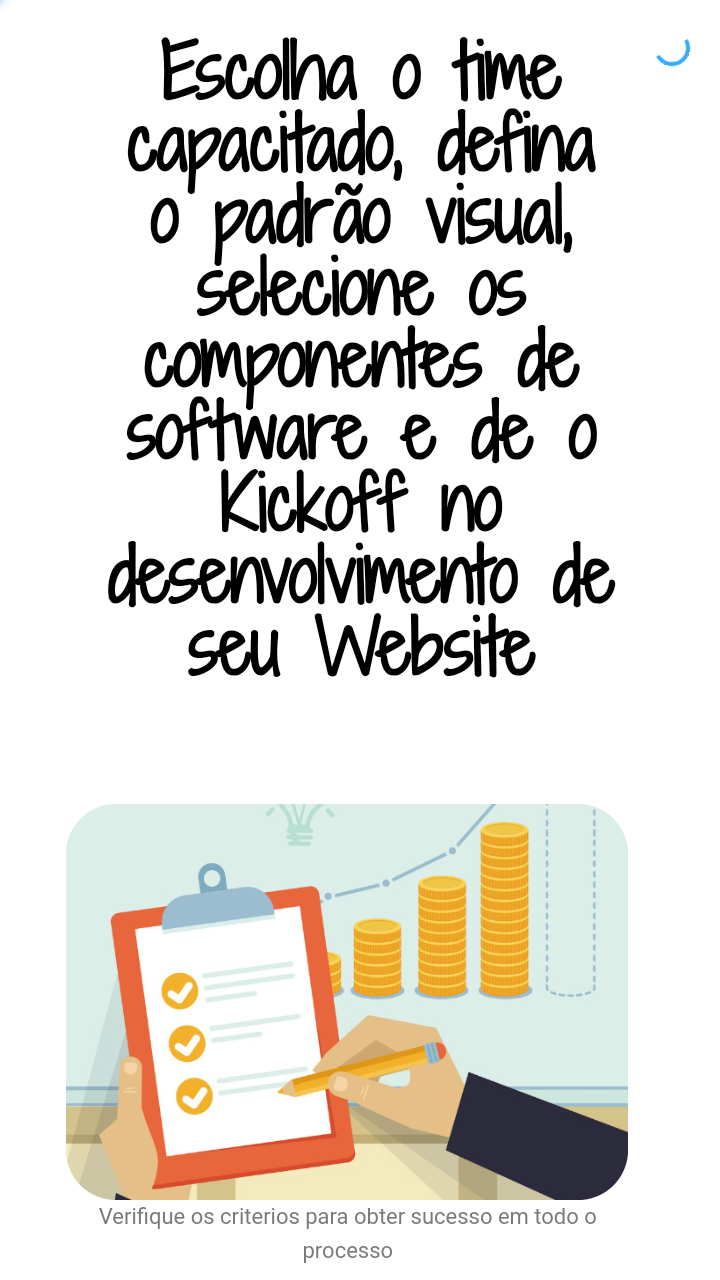 Escolha o time
capacitado, defina
o padrão visual,
selecione os
componentes de
software e de o
Kickoff no
desenvolvimento de
seu Website
Verifique os criterios para obter sucesso em todo o
processo